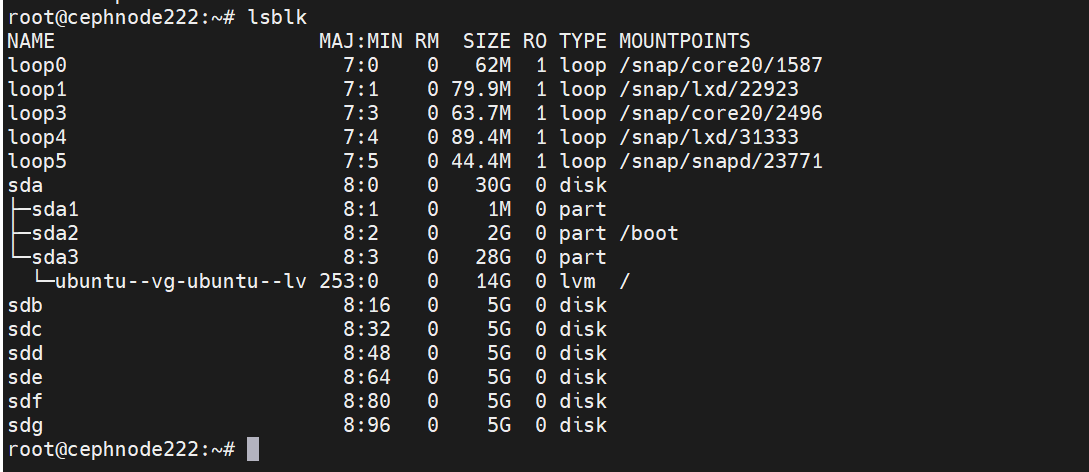 root@cephnode222:~# lsblk
NAME                      MAJ:MIN RM  SIZE RO TYPE MOUNTPOINTS
loop0                       7:0    0   62M  1 loop /snap/core20/1587
loop1                       7:1    0 79.9M  1 loop /snap/lxd/22923
loop3                       7:3    0 63.7M  1 loop /snap/core20/2496
loop4                       7:4    0 89.4M  1 loop /snap/lxd/31333
loop5                       7:5    0 44.4M  1 loop /snap/snapd/23771
sda                         8:0    0   30G  0 disk
├─sda1                      8:1    0    1M  0 part
├─sda2                      8:2    0    2G  0 part /boot
└─sda3                      8:3    0   28G  0 part
  └─ubuntu--vg-ubuntu--lv 253:0    0   14G  0 lvm  /
sdb                         8:16   0    5G  0 disk
sdc                         8:32   0    5G  0 disk
sdd                         8:48   0    5G  0 disk
sde                         8:64   0    5G  0 disk
sdf                         8:80   0    5G  0 disk
sdg                         8:96   0    5G  0 disk
root@cephnode222:~#